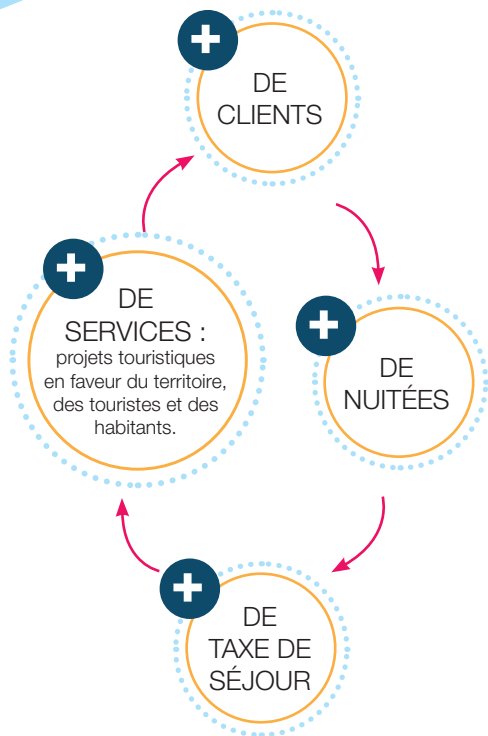 +
DE
CLIENTS
+
DE
SERVICES :
projets touristiques
en faveur du territoire,
des touristes et des
habitants.
+
DE
NUITÉES
+
DE
TAXE DE
SÉJOUR